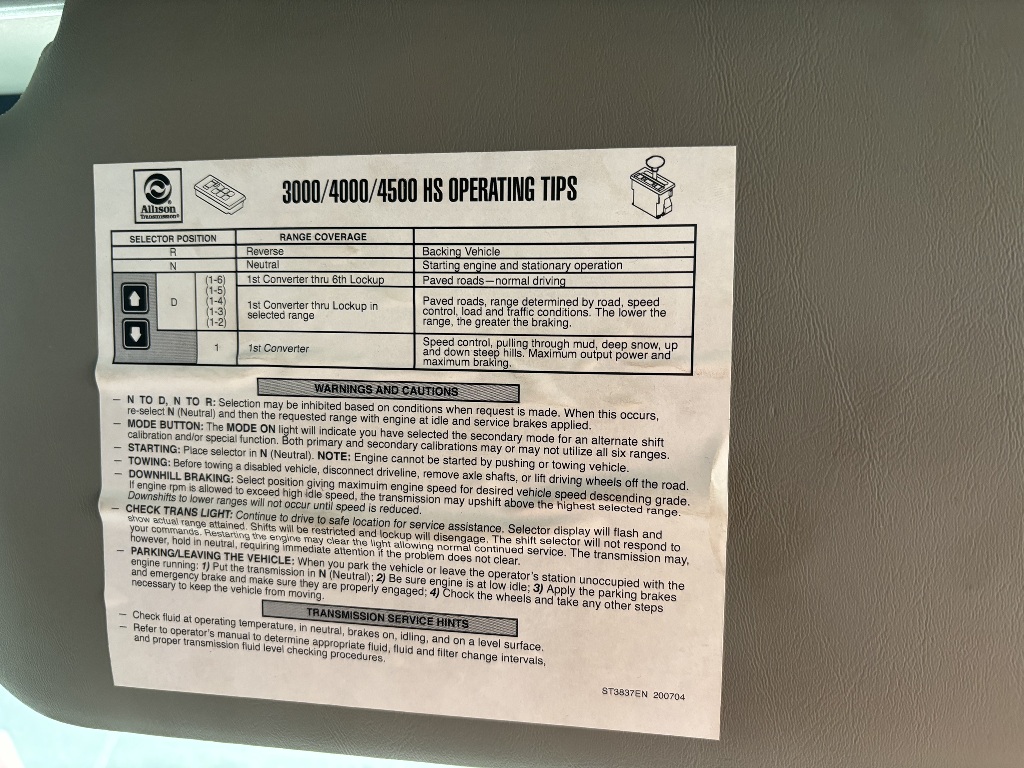 Allison
Transmission®
3000/4000/4500 HS OPERATING TIPS
SELECTOR POSITION RANGE COVERAGE
R Reverse Backing Vehicle
N Neutral Starting engine and stationary operation
(1-6) 1st Converter thru 6th Lockup Paved roads—normal driving
D
(1-5)
(1-4)
(1-3)
(1-2)
1st Converter thru Lockup in
selected range
Paved roads, range determined by road, speed
control, load and traffic conditions. The lower the
range, the greater the braking.
1 1st Converter
Speed control, pulling through mud, deep snow, up
and down steep hills. Maximum output power and
maximum braking.
WARNINGS AND CAUTIONS
– N TO D, N TO R: Selection may be inhibited based on conditions when request is made. When this occurs,
re-select N (Neutral) and then the requested range with engine at idle and service brakes applied.
– MODE BUTTON: The MODE ON light will indicate you have selected the secondary mode for an alternate shift
calibration and/or special function. Both primary and secondary calibrations may or may not utilize all six ranges.
– STARTING: Place selector in N (Neutral). NOTE: Engine cannot be started by pushing or towing vehicle.
– TOWING: Before towing a disabled vehicle, disconnect driveline, remove axle shafts, or lift driving wheels off the road.
– DOWNHILL BRAKING: Select position giving maximum engine speed for desired vehicle speed descending grade.
If engine rpm is allowed to exceed high idle speed, the transmission may upshift above the highest selected range.
Downshifts to lower ranges will not occur until speed is reduced.
– CHECK TRANS LIGHT: Continue to drive to safe location for service assistance. Selector display will flash and
show actual range attained. Shifts will be restricted and lockup will disengage. The shift selector will not respond to
your commands. Restarting the engine may clear the light allowing normal continued service. The transmission may,
however, hold in neutral, requiring immediate attention if the problem does not clear.
– PARKING/LEAVING THE VEHICLE: When you park the vehicle or leave the operator's station unoccupied with the
engine running: 1) Put the transmission in N (Neutral); 2) Be sure engine is at low idle; 3) Apply the parking brakes
and emergency brake and make sure they are properly engaged; 4) Chock the wheels and take any other steps
necessary to keep the vehicle from moving.
TRANSMISSION SERVICE HINTS
– Check fluid at operating temperature, in neutral, brakes on, idling, and on a level surface.
– Refer to operator's manual to determine appropriate fluid, fluid and filter change intervals,
and proper transmission fluid level checking procedures.
ST3837EN 200704